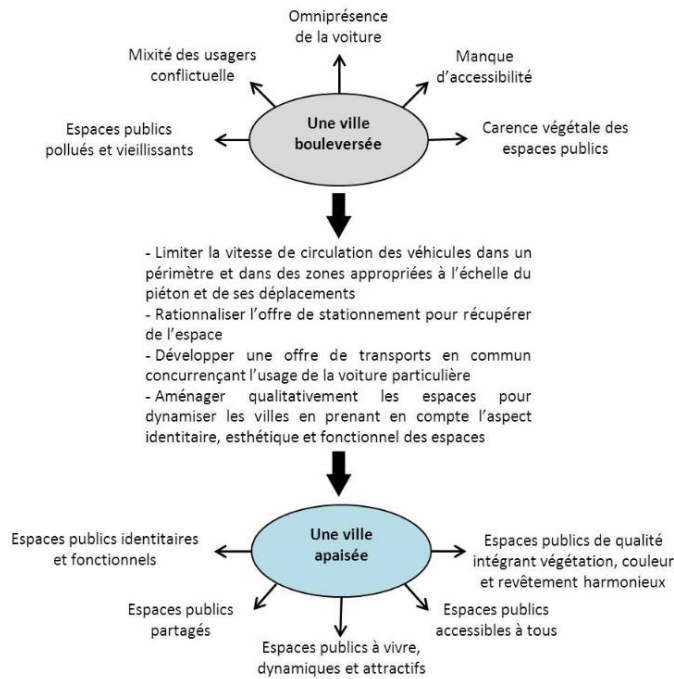 Omniprésence
de la voiture
Mixité des usagers
conflictuelle
Manque
d'accessibilité
Espaces publics
pollués et vieillissants
Une ville
bouleversée
Carence végétale des
espaces publics
- Limiter la vitesse de circulation des véhicules dans un
périmètre et dans des zones appropriées à l'échelle du
piéton et de ses déplacements
- Rationnaliser l'offre de stationnement pour récupérer
de l'espace
- Développer une offre de transports en commun
concurrençant l'usage de la voiture particulière
- Aménager qualitativement les espaces pour
dynamiser les villes en prenant en compte l'aspect
identitaire, esthétique et fonctionnel des espaces
Espaces publics identitaires
et fonctionnels
Une ville
apaisée
Espaces publics de qualité
intégrant végétation, couleur
et revêtement harmonieux
Espaces publics
partagés
Espaces publics à vivre,
dynamiques et attractifs
Espaces publics
accessibles à tous